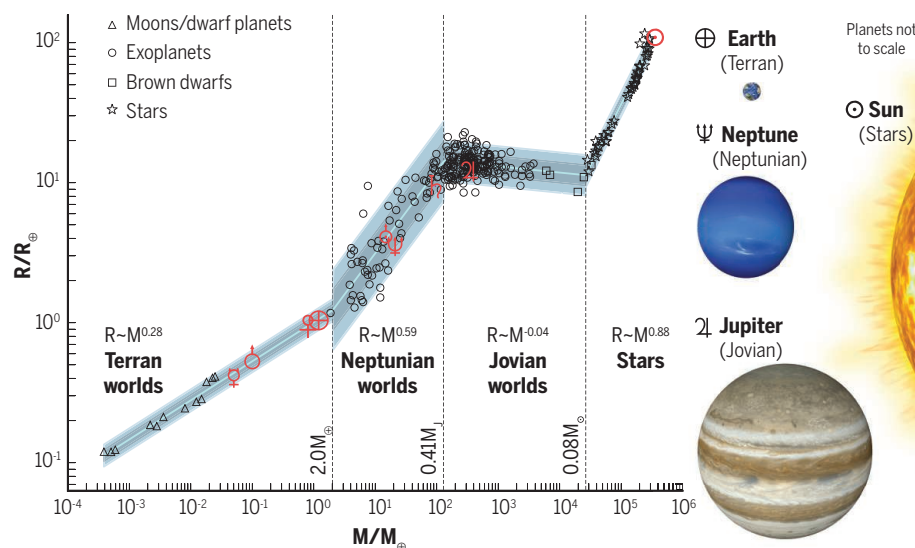 △ Moons/dwarf planets
○ Exoplanets
□ Brown dwarfs
☆ Stars
10²
10¹
10⁰
10⁻¹
R/R⊕
R~M⁰·²⁸
Terran
worlds
R~M⁰·⁵⁹
Neptunian
worlds
R~M⁻⁰·⁰⁴
Jovian
worlds
R~M⁰·⁸⁸
Stars
2.0M⊕
0.41M_J
0.08M☉
10⁻⁴ 10⁻³ 10⁻² 10⁻¹ 10⁰ 10¹ 10² 10³ 10⁴ 10⁵ 10⁶
M/M⊕
⊕ Earth
(Terran)
♆ Neptune
(Neptunian)
♃ Jupiter
(Jovian)
Planets not
to scale
☉ Sun
(Stars)